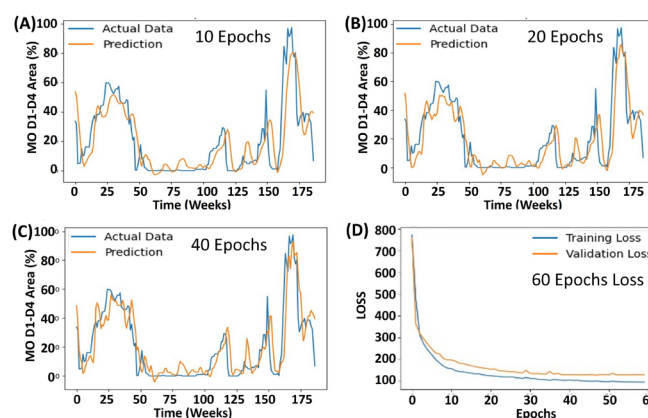 (A)
Actual Data
Prediction
10 Epochs
MO D1-D4 Area (%)
100
80
60
40
20
0
0 25 50 75 100 125 150 175
Time (Weeks)
(B)
Actual Data
Prediction
20 Epochs
MO D1-D4 Area (%)
100
80
60
40
20
0
0 25 50 75 100 125 150 175
Time (Weeks)
(C)
Actual Data
Prediction
40 Epochs
MO D1-D4 Area (%)
100
80
60
40
20
0
0 25 50 75 100 125 150 175
Time (Weeks)
(D)
Training Loss
Validation Loss
60 Epochs Loss
LOSS
800
700
600
500
400
300
200
100
0 10 20 30 40 50 60
Epochs